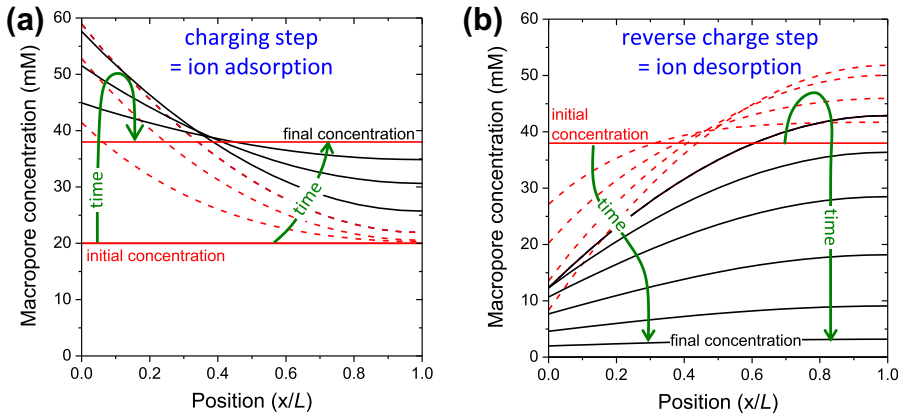 (a)
charging step
= ion adsorption
Macropore concentration (mM)
60
50
40
30
20
10
0
time
time
final concentration
initial concentration
0.0 0.2 0.4 0.6 0.8 1.0
Position (x/L)
(b)
reverse charge step
= ion desorption
Macropore concentration (mM)
60
50
40
30
20
10
0
initial
concentration
time
time
final concentration
0.0 0.2 0.4 0.6 0.8 1.0
Position (x/L)